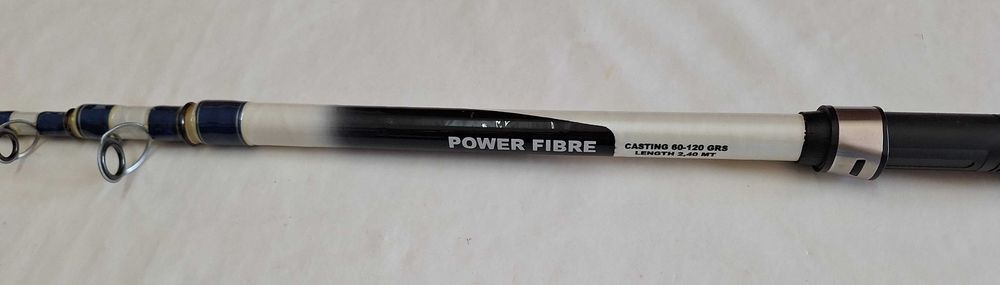 POWER FIBRE
CASTING 60-120 GRS
LENGTH 2,40 MT